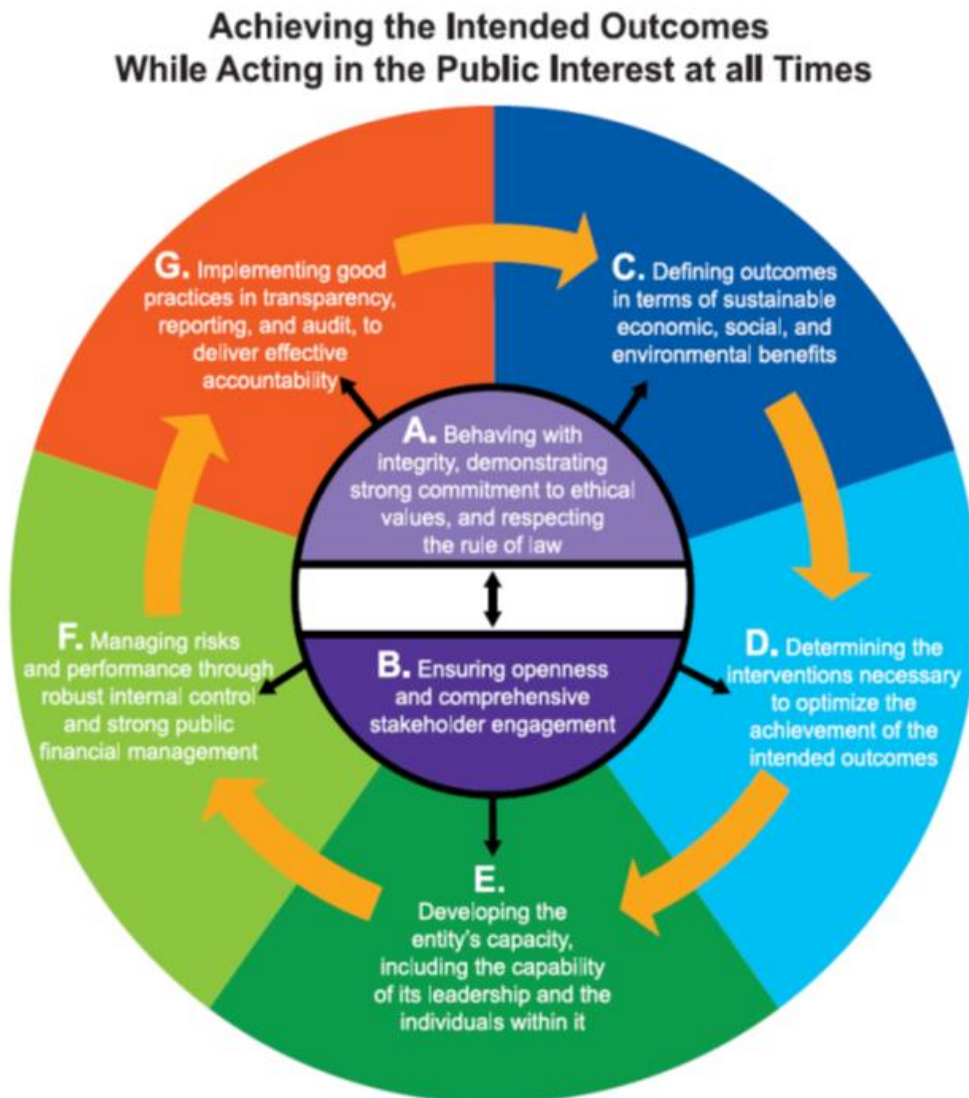 Achieving the Intended Outcomes
While Acting in the Public Interest at all Times
G. Implementing good
practices in transparency,
reporting, and audit, to
deliver effective
accountability
C. Defining outcomes
in terms of sustainable
economic, social, and
environmental benefits
A. Behaving with
integrity, demonstrating
strong commitment to ethical
values, and respecting
the rule of law
F. Managing risks
and performance through
robust internal control
and strong public
financial management
B. Ensuring openness
and comprehensive
stakeholder engagement
D. Determining the
interventions necessary
to optimize the
achievement of the
intended outcomes
E.
Developing the
entity's capacity,
including the capability
of its leadership and the
individuals within it